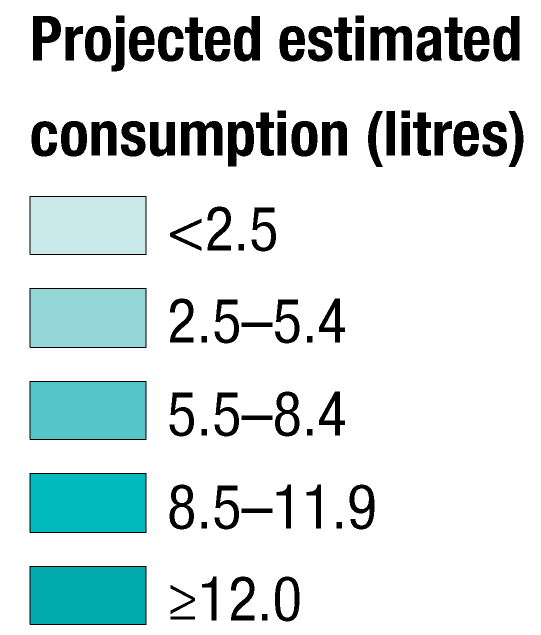 Projected estimated
consumption (litres)
<2.5
2.5–5.4
5.5–8.4
8.5–11.9
≥12.0